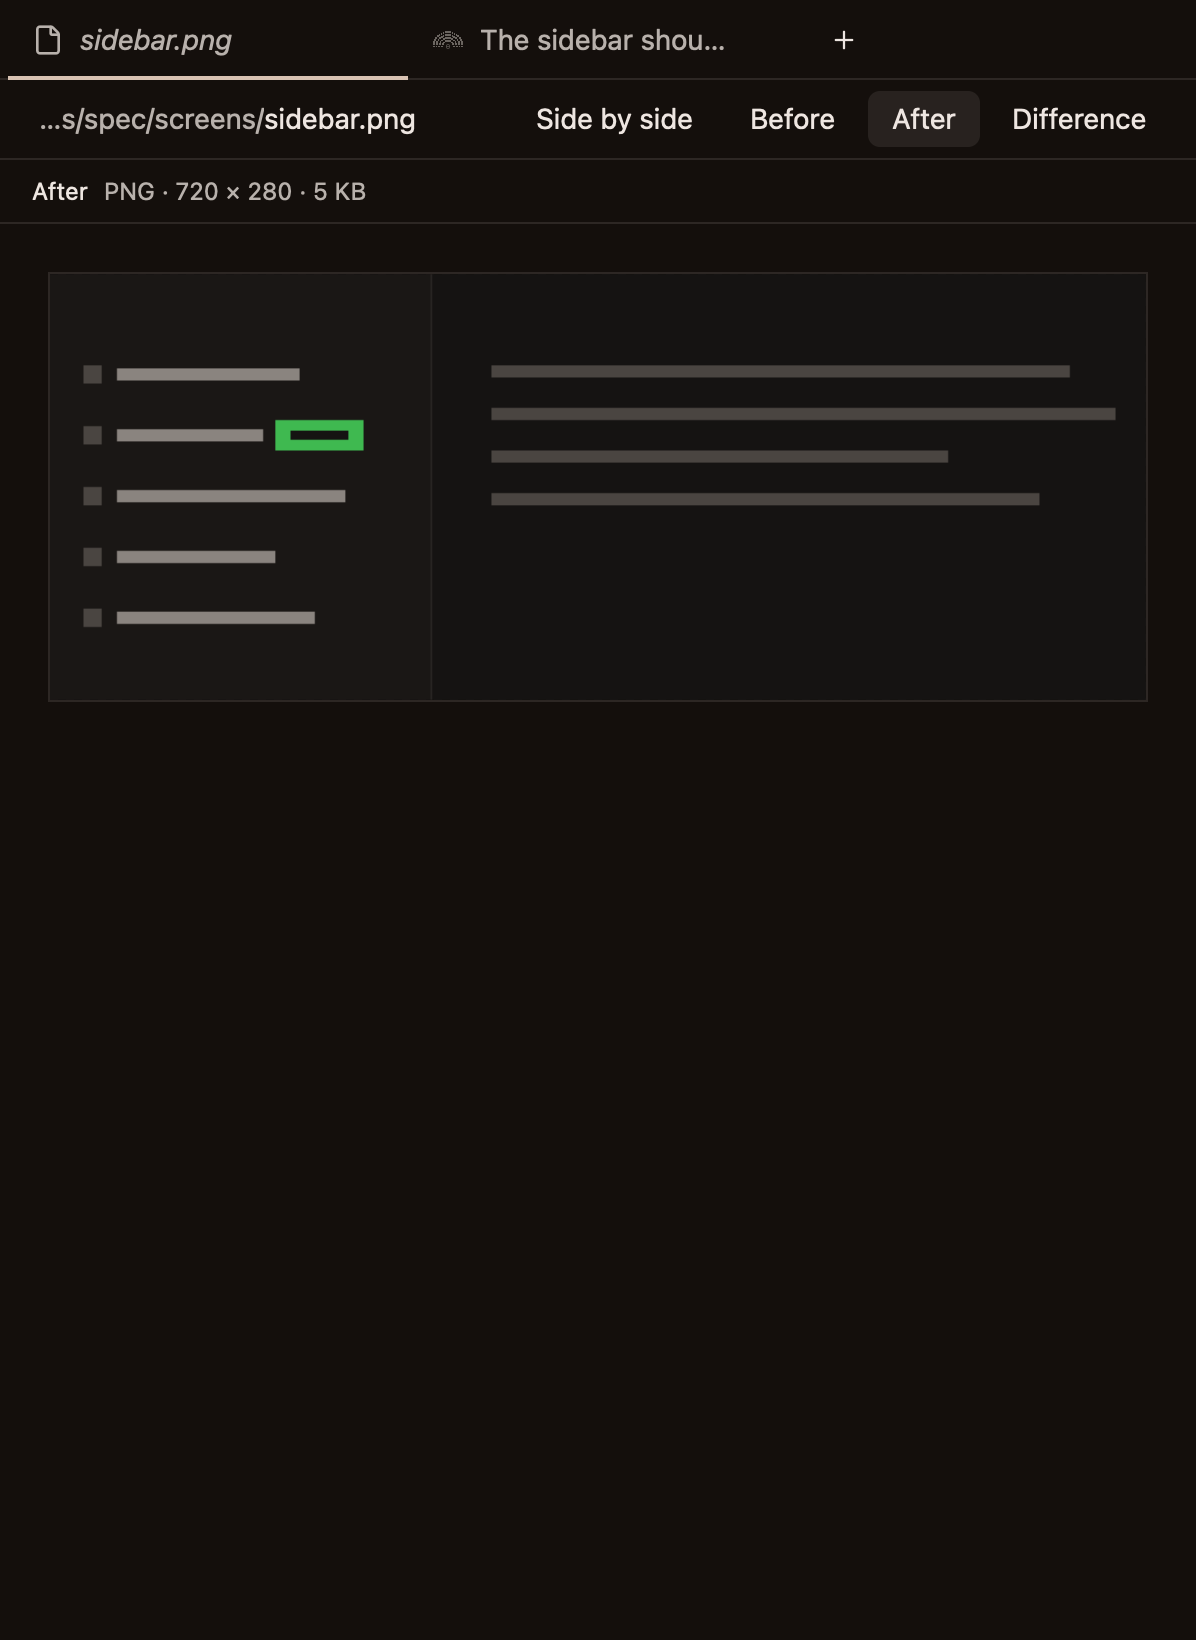 sidebar.png The sidebar shou... +
...s/spec/screens/sidebar.png Side by side Before After Difference
After PNG · 720 × 280 · 5 KB